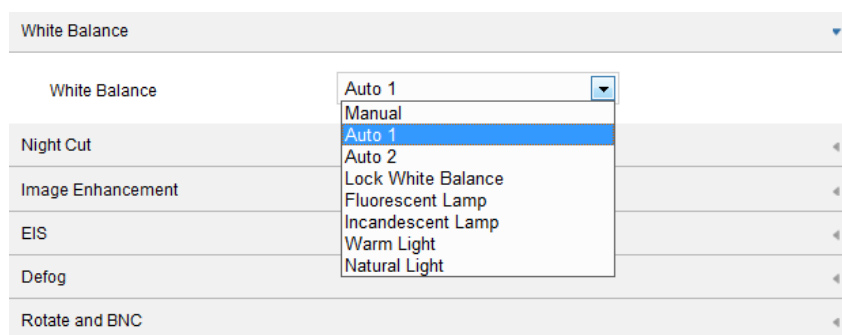 White Balance
White Balance
Auto 1
Manual
Auto 1
Auto 2
Lock White Balance
Fluorescent Lamp
Incandescent Lamp
Warm Light
Natural Light
Night Cut
Image Enhancement
EIS
Defog
Rotate and BNC